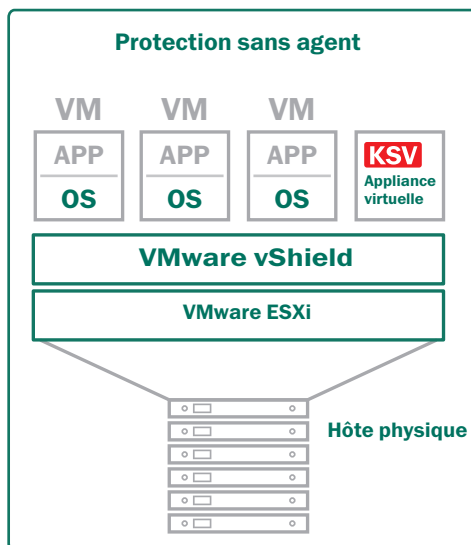 Protection sans agent
VM VM VM
APP APP APP KSV
OS OS OS Appliance
virtuelle
VMware vShield
VMware ESXi
Hôte physique